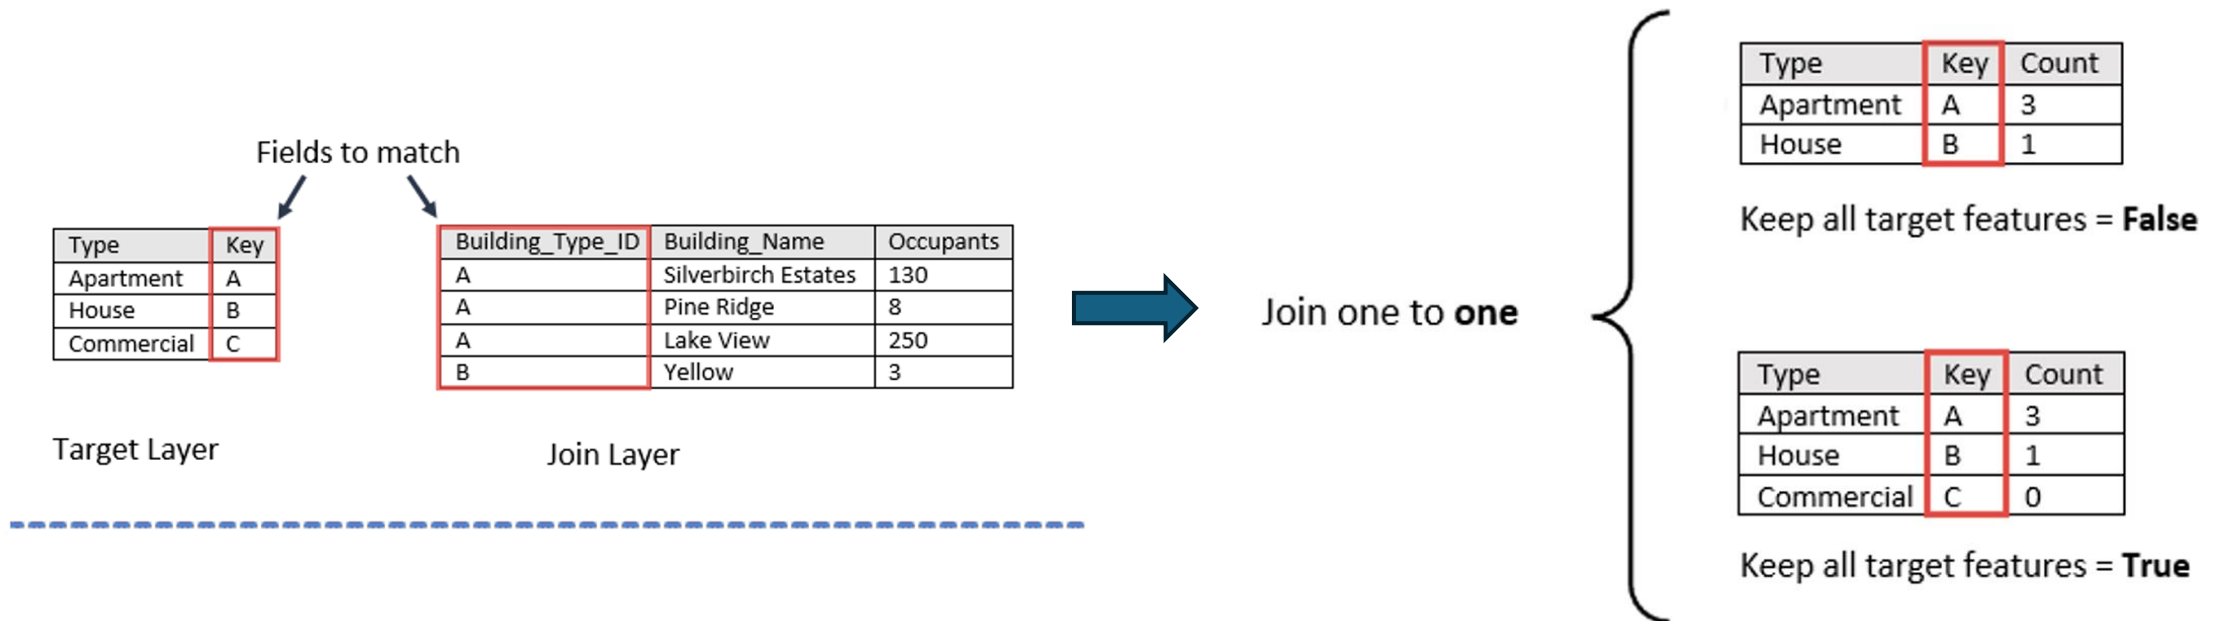 Fields to match
Type Key
Apartment A
House B
Commercial C
Target Layer
Building_Type_ID Building_Name Occupants
A Silverbirch Estates 130
A Pine Ridge 8
A Lake View 250
B Yellow 3
Join Layer
Join one to one
Type Key Count
Apartment A 3
House B 1
Keep all target features = False
Type Key Count
Apartment A 3
House B 1
Commercial C 0
Keep all target features = True